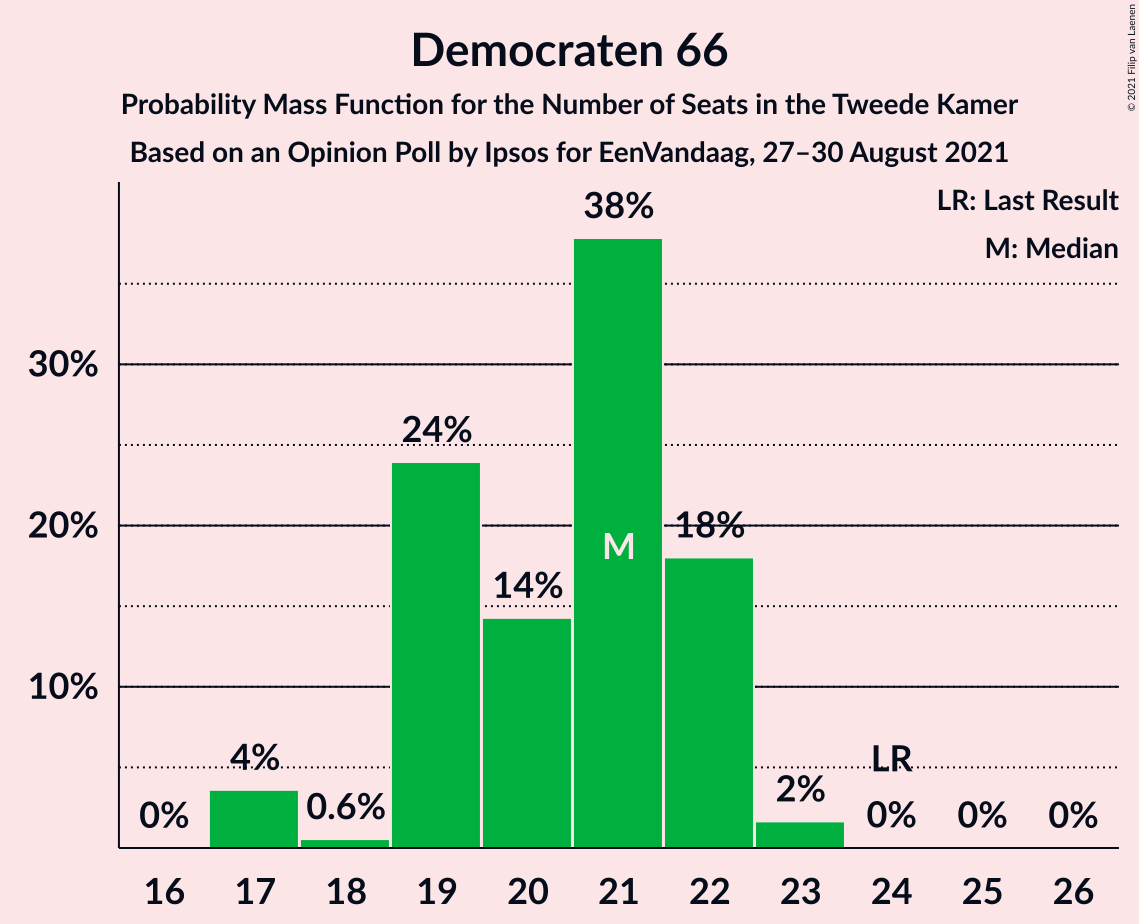 Democraten 66
Probability Mass Function for the Number of Seats in the Tweede Kamer
Based on an Opinion Poll by Ipsos for EenVandaag, 27–30 August 2021
© 2021 Filip van Laenen
LR: Last Result
M: Median
38%
30%
24%
20%
18%
M
14%
10%
4%
LR
2%
0.6%
0%
0%
0%
0%
16 17 18 19 20 21 22 23 24 25 26